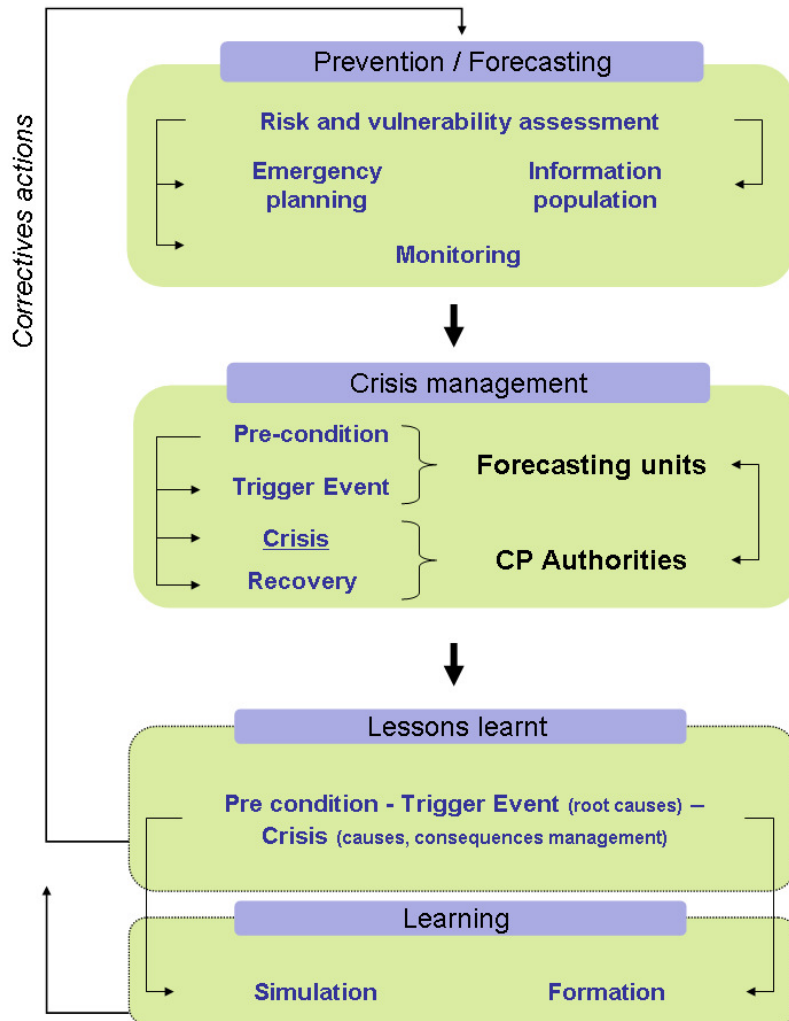 Correctives actions
Prevention / Forecasting
Risk and vulnerability assessment
Emergency
planning
Information
population
Monitoring
Crisis management
Pre-condition
Trigger Event
Forecasting units
Crisis
Recovery
CP Authorities
Lessons learnt
Pre condition - Trigger Event (root causes) –
Crisis (causes, consequences management)
Learning
Simulation
Formation